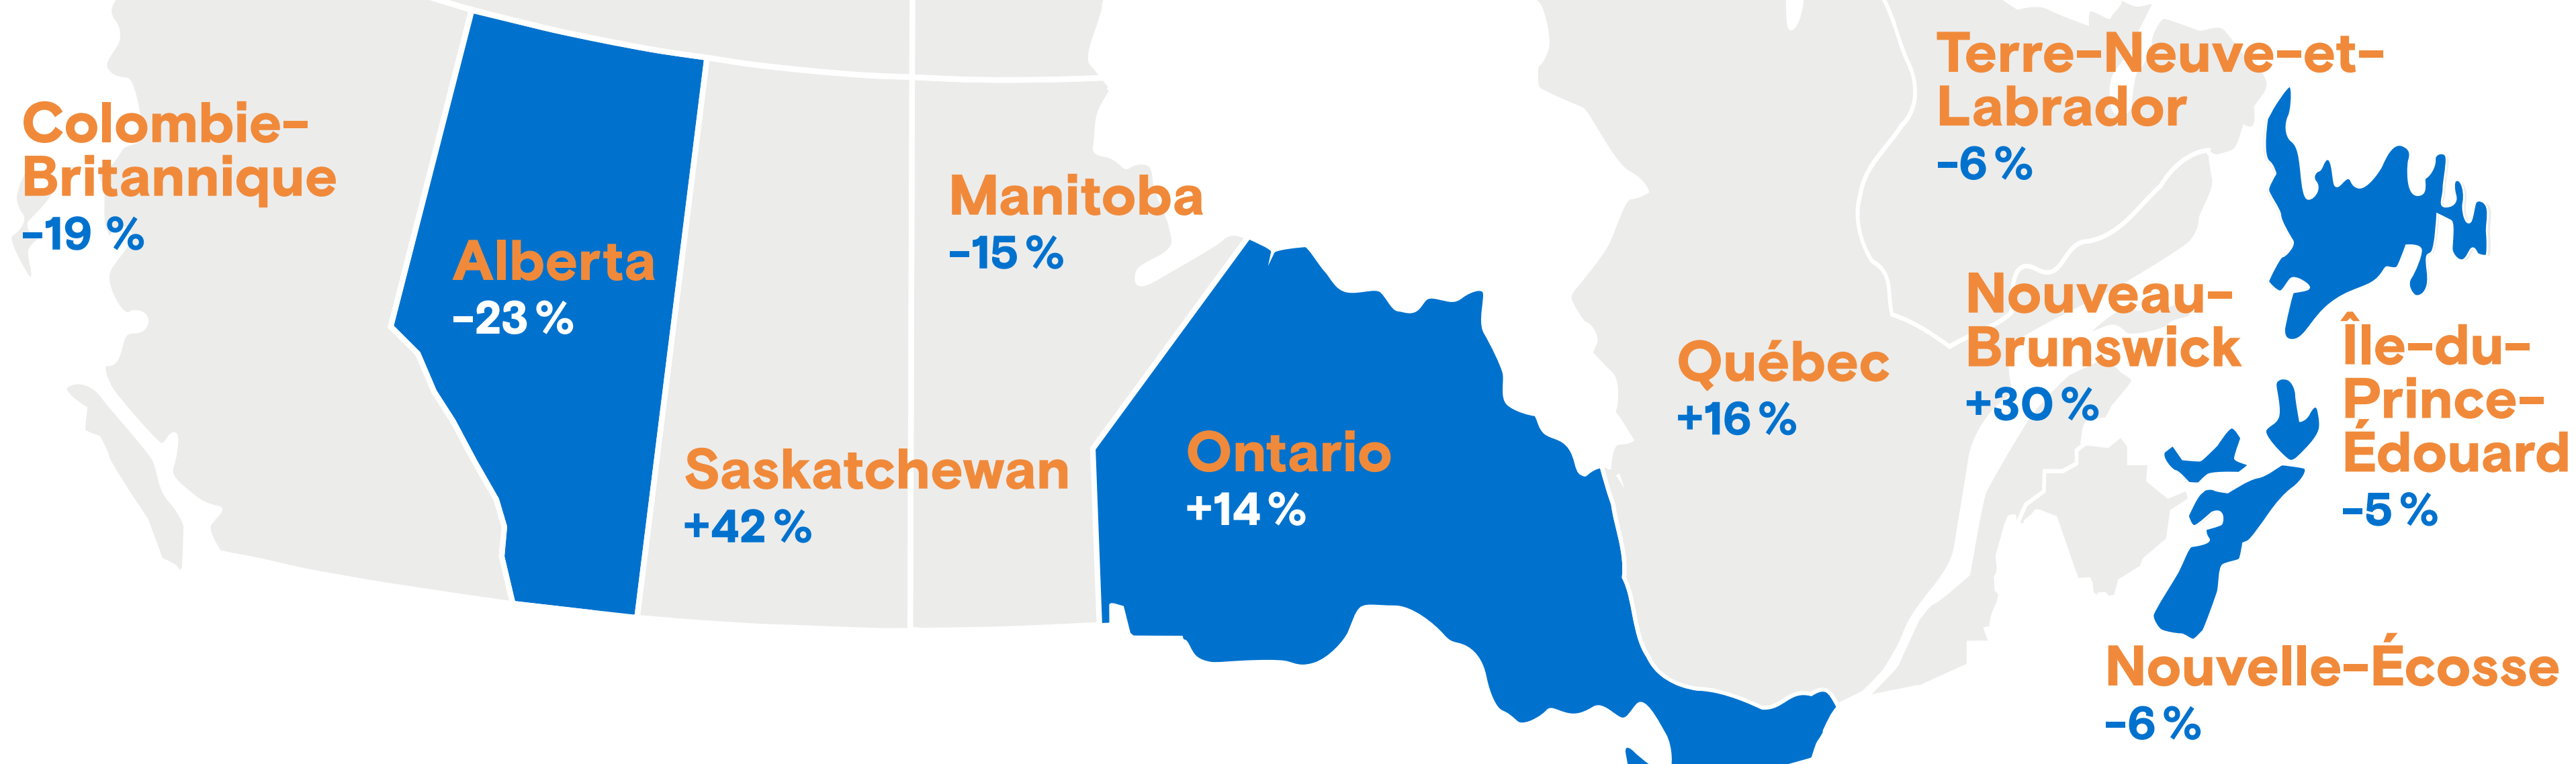 Colombie-
Britannique
-19 %
Alberta
-23 %
Saskatchewan
+42 %
Manitoba
-15 %
Ontario
+14 %
Québec
+16 %
Terre-Neuve-et-
Labrador
-6 %
Nouveau-
Brunswick
+30 %
Île-du-
Prince-
Édouard
-5 %
Nouvelle-Écosse
-6 %